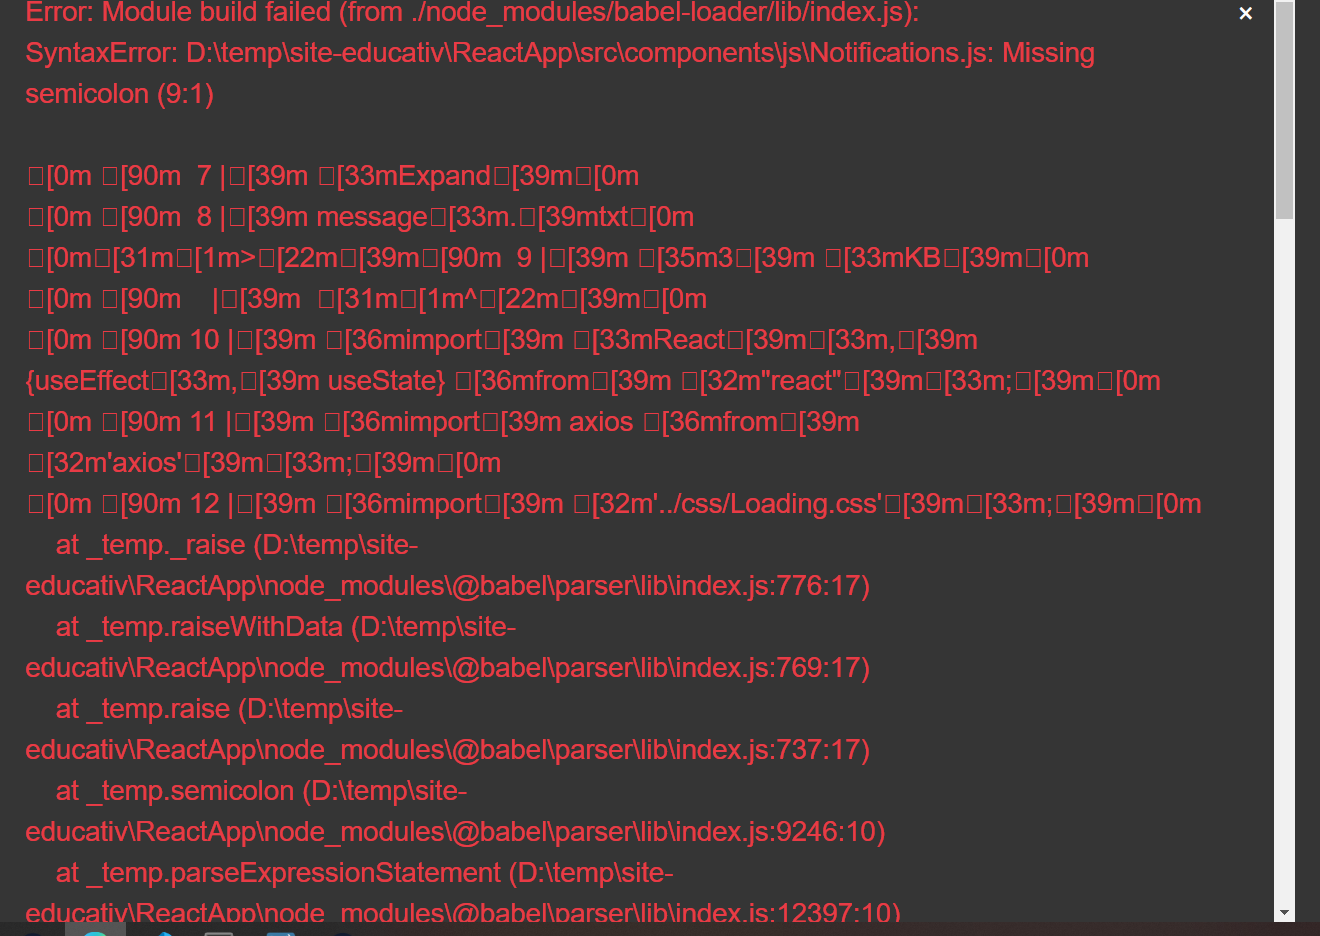 Error: Module build failed (from ./node_modules/babel-loader/lib/index.js):
SyntaxError: D:\temp\site-educativ\ReactApp\src\components\js\Notifications.js: Missing
semicolon (9:1)
□[0m □[90m  7 |□[39m □[33mExpand□[39m□[0m
□[0m □[90m  8 |□[39m message□[33m.□[39mtxt□[0m
□[0m□[31m□[1m>□[22m□[39m□[90m  9 |□[39m □[35m3□[39m □[33mKB□[39m□[0m
□[0m □[90m    |□[39m  □[31m□[1m^□[22m□[39m□[0m
□[0m □[90m 10 |□[39m □[36mimport□[39m □[33mReact□[39m□[33m,□[39m
{useEffect□[33m,□[39m useState} □[36mfrom□[39m □[32m"react"□[39m□[33m;□[39m□[0m
□[0m □[90m 11 |□[39m □[36mimport□[39m axios □[36mfrom□[39m
□[32m'axios'□[39m□[33m;□[39m□[0m
□[0m □[90m 12 |□[39m □[36mimport□[39m □[32m'../css/Loading.css'□[39m□[33m;□[39m□[0m
at _temp._raise (D:\temp\site-
educativ\ReactApp\node_modules\@babel\parser\lib\index.js:776:17)
at _temp.raiseWithData (D:\temp\site-
educativ\ReactApp\node_modules\@babel\parser\lib\index.js:769:17)
at _temp.raise (D:\temp\site-
educativ\ReactApp\node_modules\@babel\parser\lib\index.js:737:17)
at _temp.semicolon (D:\temp\site-
educativ\ReactApp\node_modules\@babel\parser\lib\index.js:9246:10)
at _temp.parseExpressionStatement (D:\temp\site-
educativ\ReactApp\node_modules\@babel\parser\lib\index.js:12397:10)